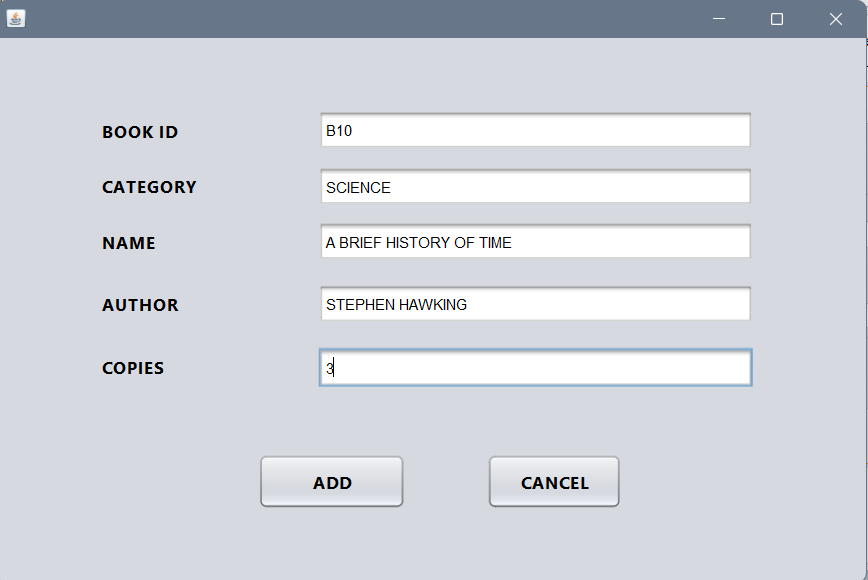 BOOK ID B10
CATEGORY SCIENCE
NAME A BRIEF HISTORY OF TIME
AUTHOR STEPHEN HAWKING
COPIES 3
ADD CANCEL